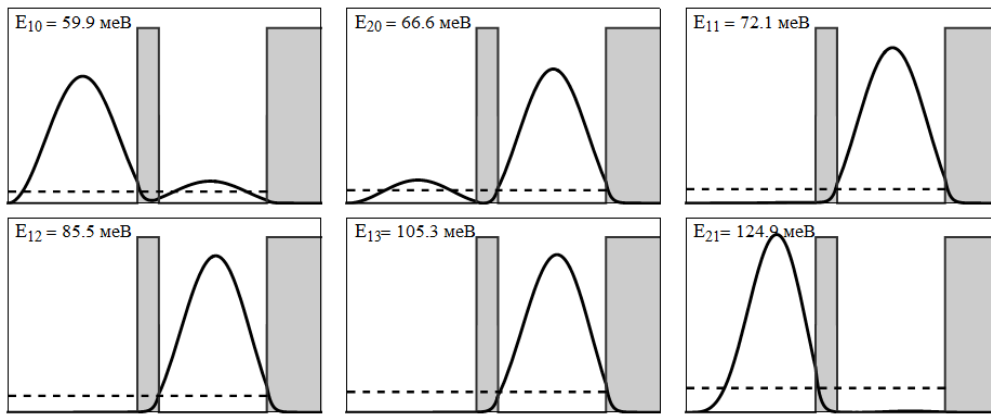 E10 = 59.9 меВ
E20 = 66.6 меВ
E11 = 72.1 меВ
E12 = 85.5 меВ
E13= 105.3 меВ
E21= 124.9 меВ